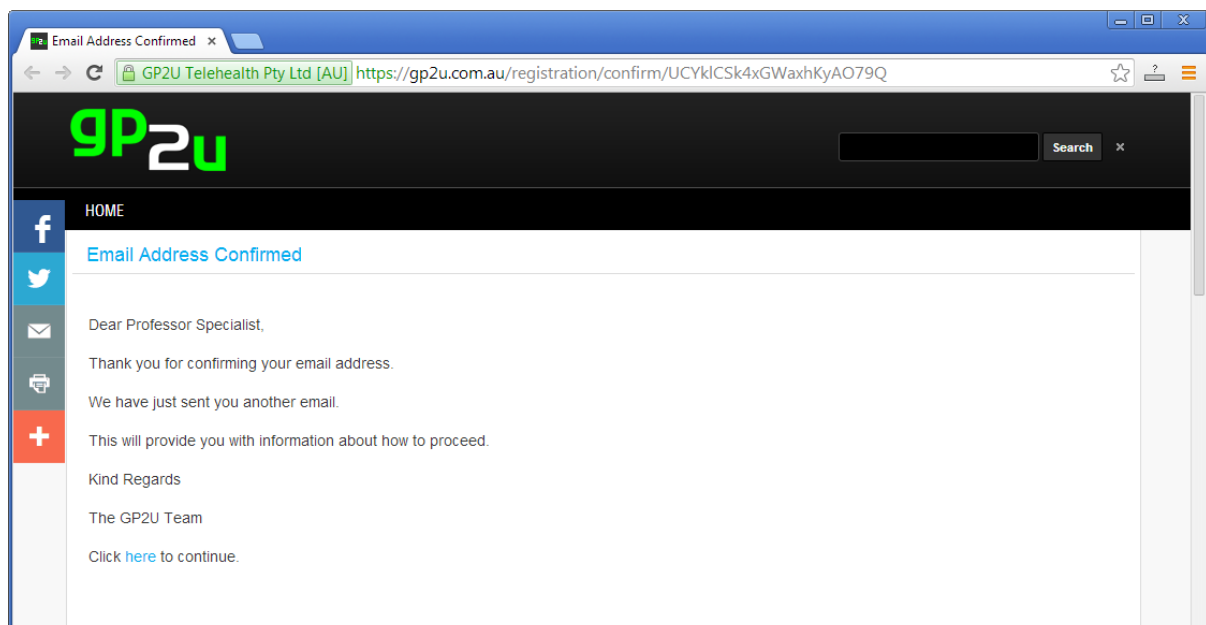 Email Address Confirmed
GP2U Telehealth Pty Ltd [AU] https://gp2u.com.au/registration/confirm/UCYklCSk4xGWaxhKyAO79Q
gP2u
Search
HOME
Email Address Confirmed
Dear Professor Specialist,
Thank you for confirming your email address.
We have just sent you another email.
This will provide you with information about how to proceed.
Kind Regards
The GP2U Team
Click here to continue.